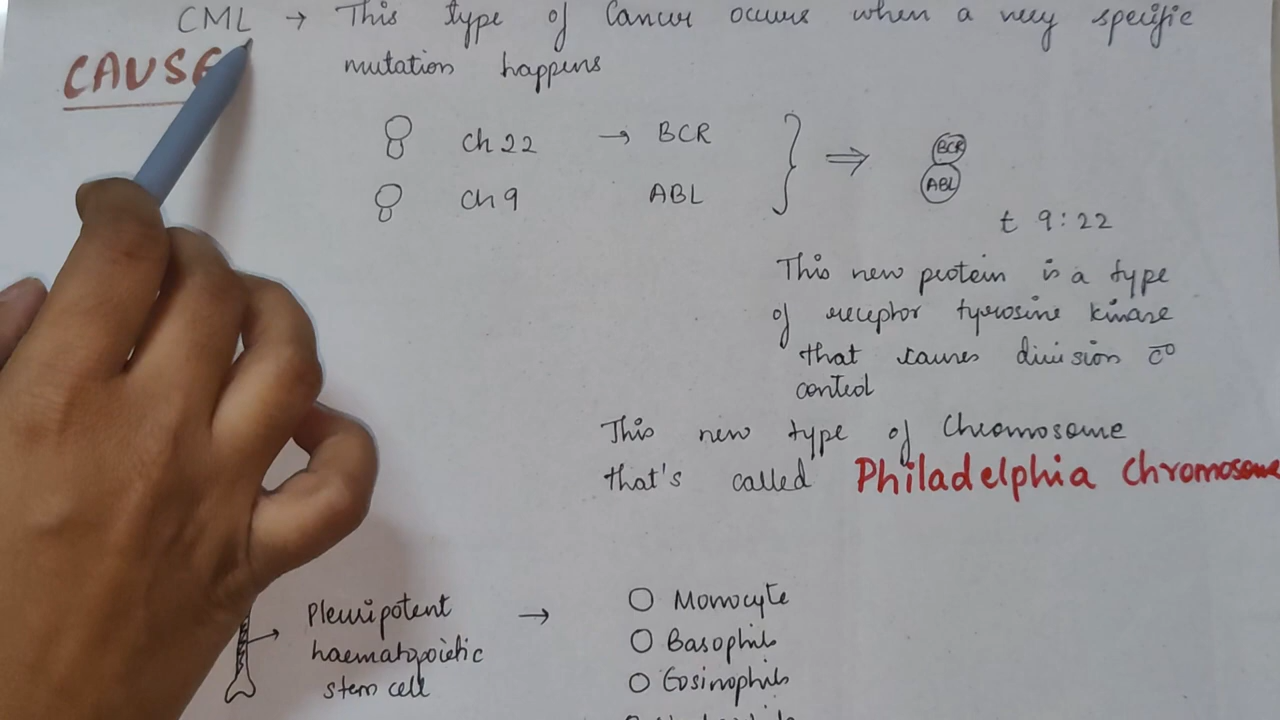 CML → This type of Cancer occurs when a very specific
CAUSE
mutation happens
Ch 22 → BCR
Ch 9 ABL
BCR
ABL
t 9:22
This new protein is a type
of receptor tyrosine kinase
that causes division c̄o
control
This new type of Chromosome
that's called Philadelphia Chromosome
Pleuripotent → Monocyte
haematopoietic Basophils
stem cell Eosinophils